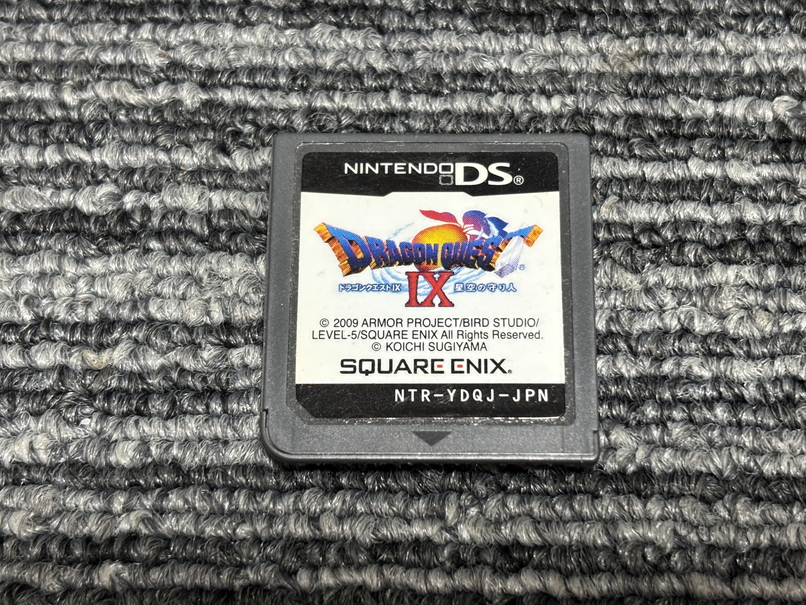 NINTENDO DS®
DRAGON QUEST®
ドラゴンクエストIX IX 星空の守り人
© 2009 ARMOR PROJECT/BIRD STUDIO/
LEVEL-5/SQUARE ENIX All Rights Reserved.
© KOICHI SUGIYAMA
SQUARE ENIX®
NTR-YDQJ-JPN